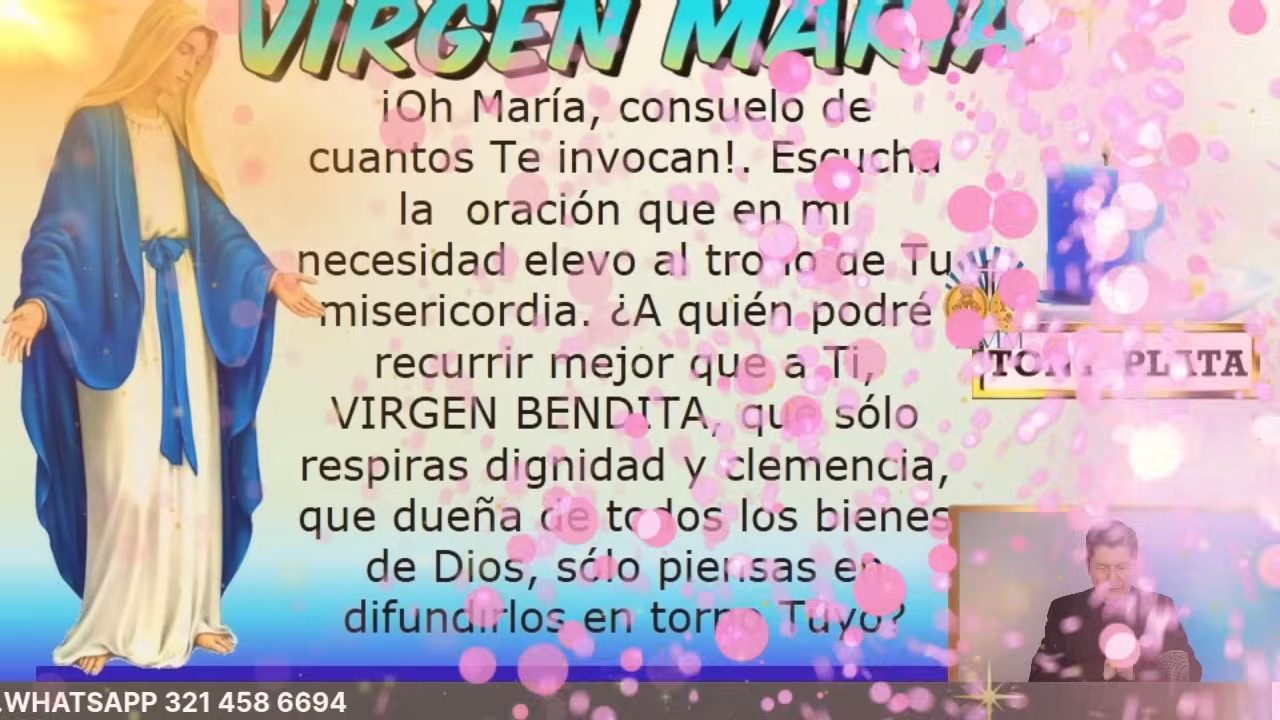 VIRGEN MARÍA
¡Oh María, consuelo de
cuantos Te invocan!. Escucha
la oración que en mi
necesidad elevo al trono de Tu
misericordia. ¿A quién podré
recurrir mejor que a Ti,
VIRGEN BENDITA, que sólo
respiras dignidad y clemencia,
que dueña de todos los bienes
de Dios, sólo piensas en
difundirlos en torno Tuyo?
MM
PLATA
.WHATSAPP 321 458 6694